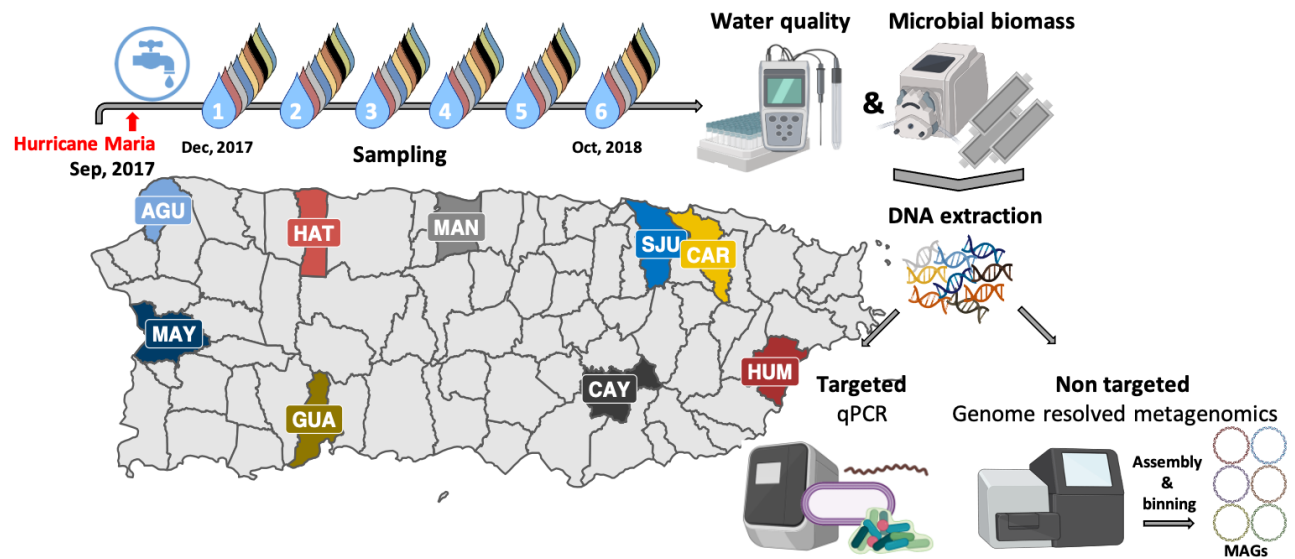 Water quality
Microbial biomass
1
2
3
4
5
6
&
Hurricane Maria
Sep, 2017
Dec, 2017
Sampling
Oct, 2018
AGU
HAT
MAN
SJU
CAR
MAY
GUA
CAY
HUM
DNA extraction
Targeted
qPCR
Non targeted
Genome resolved metagenomics
Assembly
&
binning
MAGs